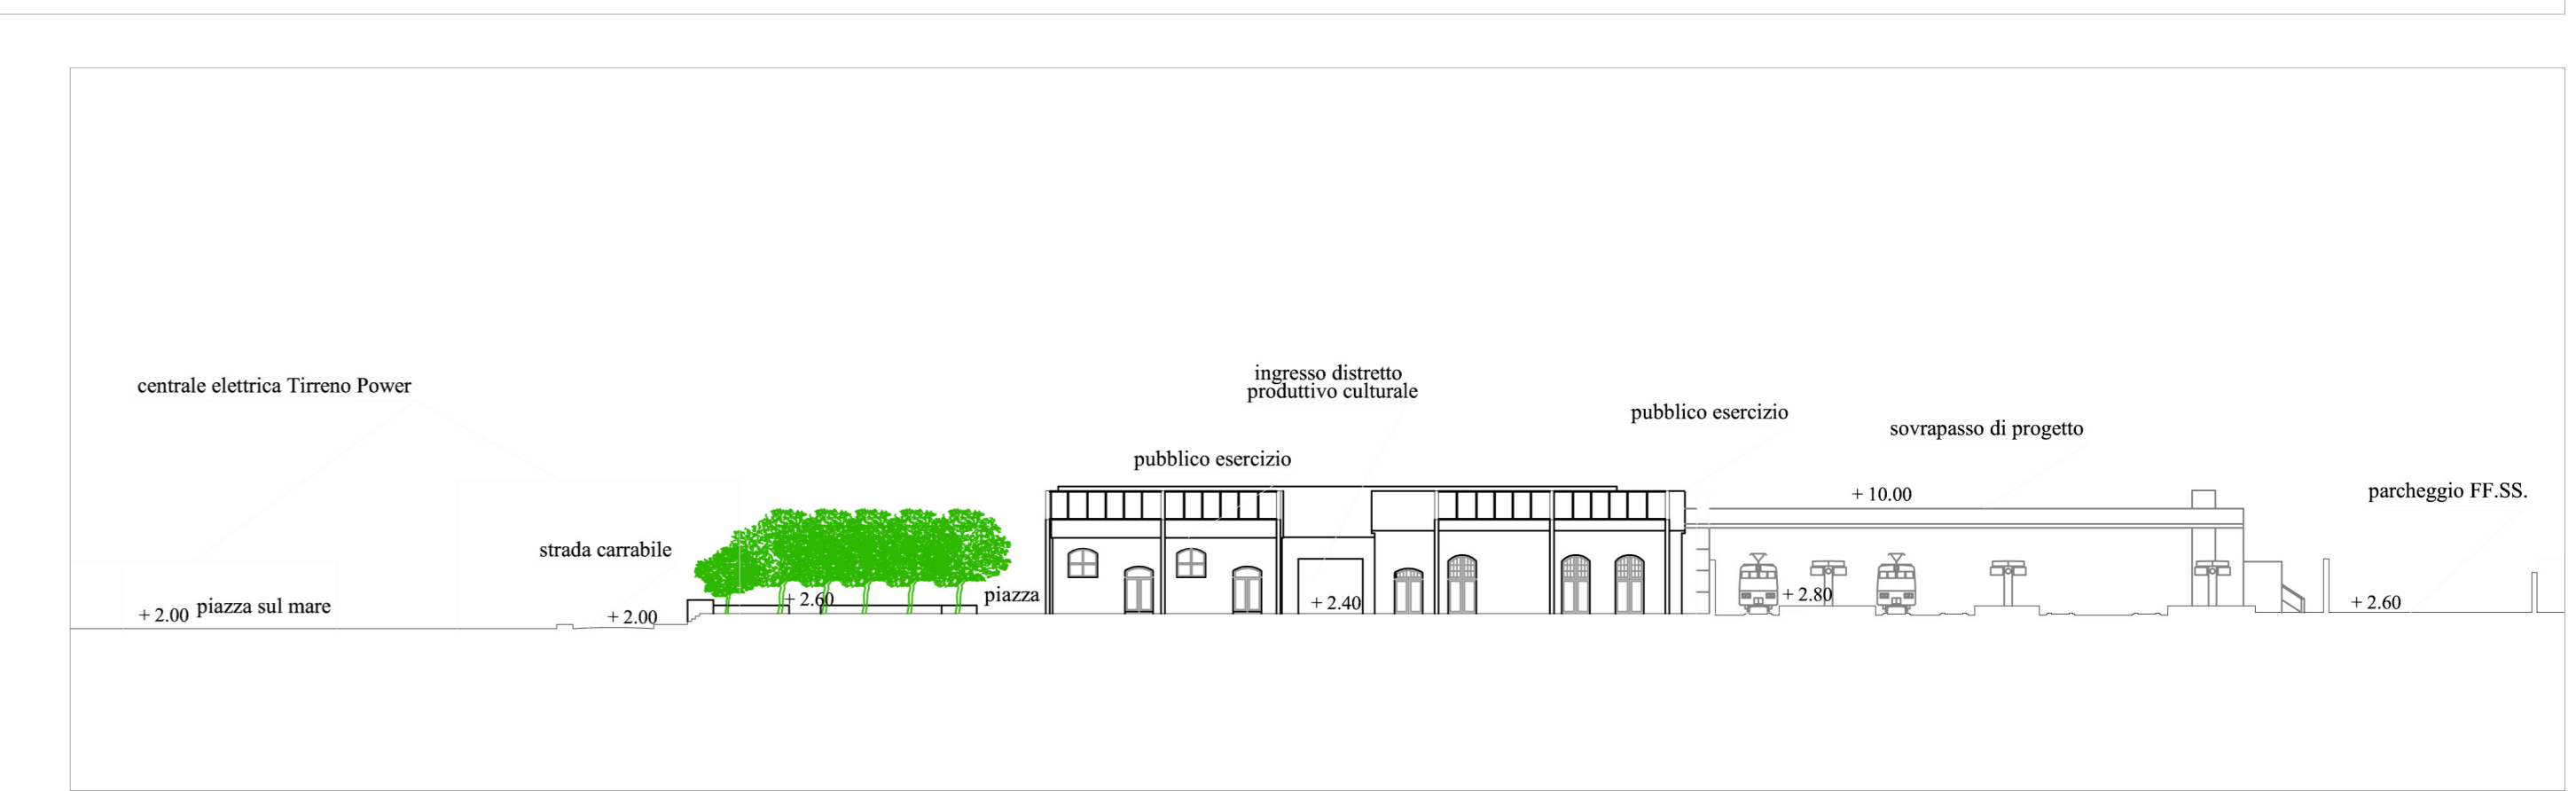 centrale elettrica Tirreno Power
ingresso distretto
produttivo culturale
pubblico esercizio
sovrapasso di progetto
pubblico esercizio
+ 10.00
parcheggio FF.SS.
strada carrabile
+ 2.00 piazza sul mare
+ 2.00
+ 2.60
piazza
+ 2.40
+ 2.80
+ 2.60